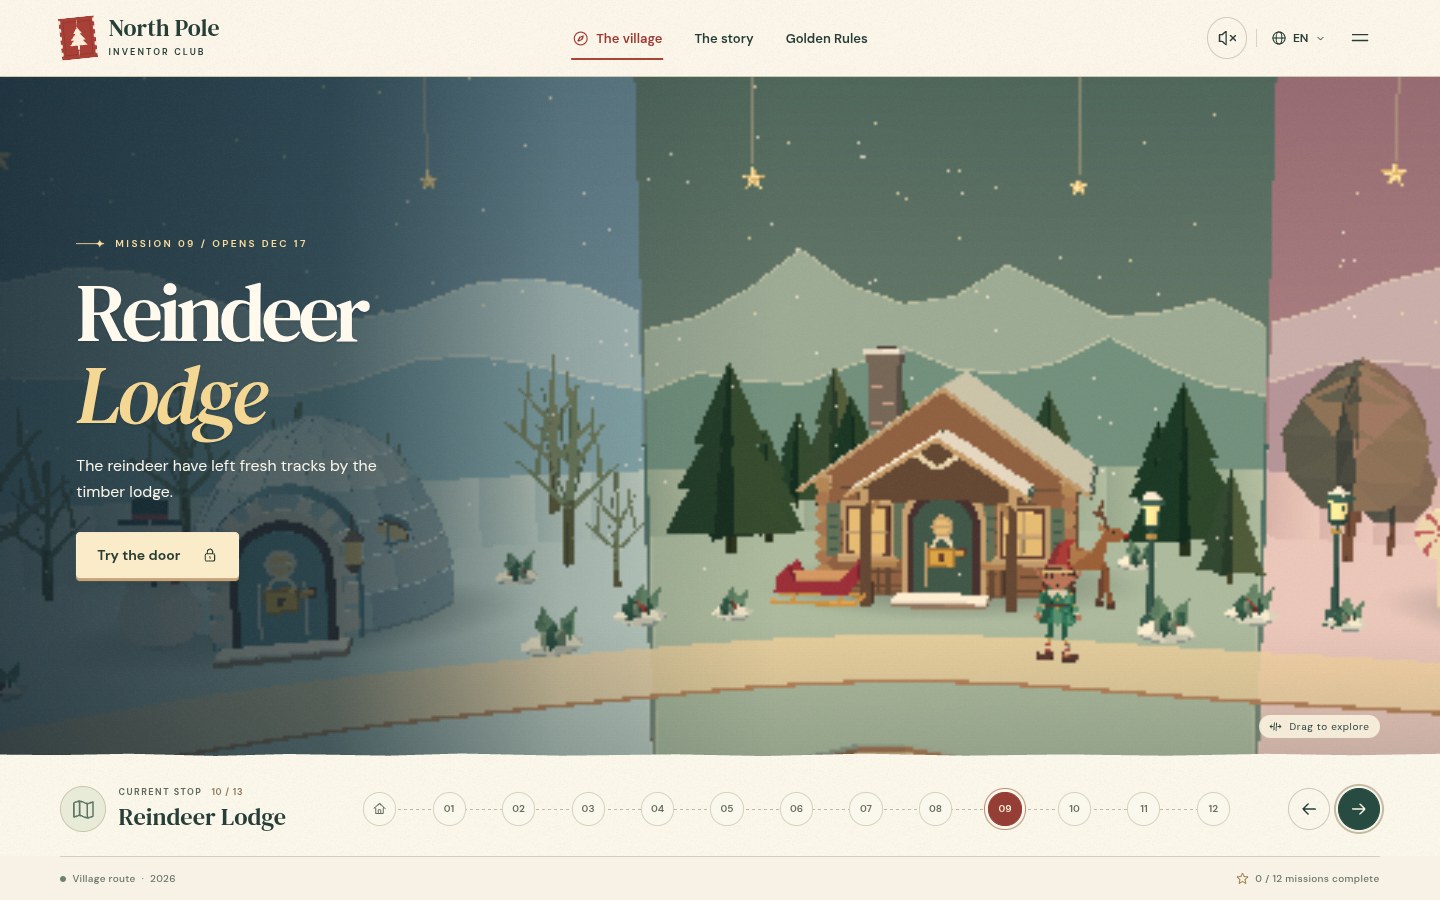 North Pole
INVENTOR CLUB
The village
The story
Golden Rules
EN
MISSION 09 / OPENS DEC 17
Reindeer
Lodge
The reindeer have left fresh tracks by the
timber lodge.
Try the door
Drag to explore
CURRENT STOP 10 / 13
Reindeer Lodge
01 02 03 04 05 06 07 08 09 10 11 12
Village route · 2026
0 / 12 missions complete